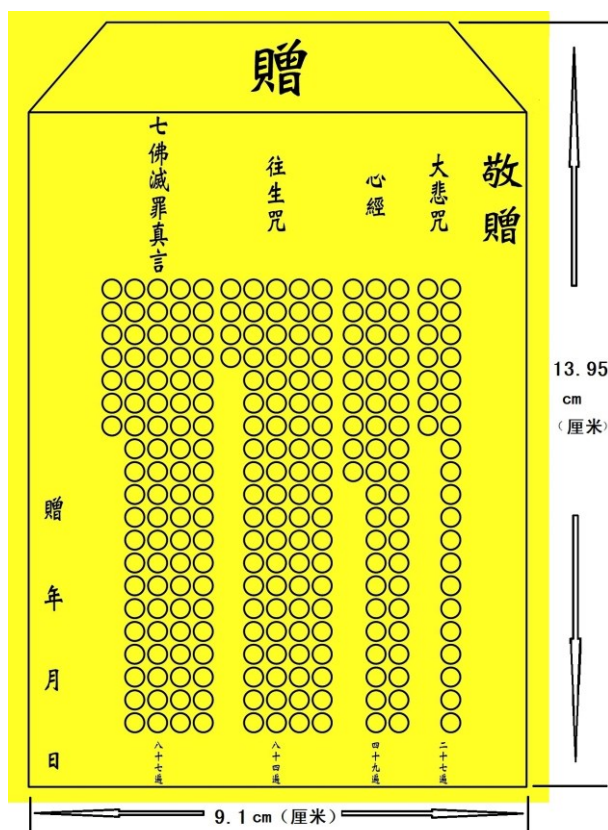 贈
敬贈
大悲咒
心經
往生咒
七佛滅罪真言
二十七遍
四十九遍
八十四遍
八十七遍
贈 年 月 日
13.95
cm
(厘米)
9.1cm(厘米)